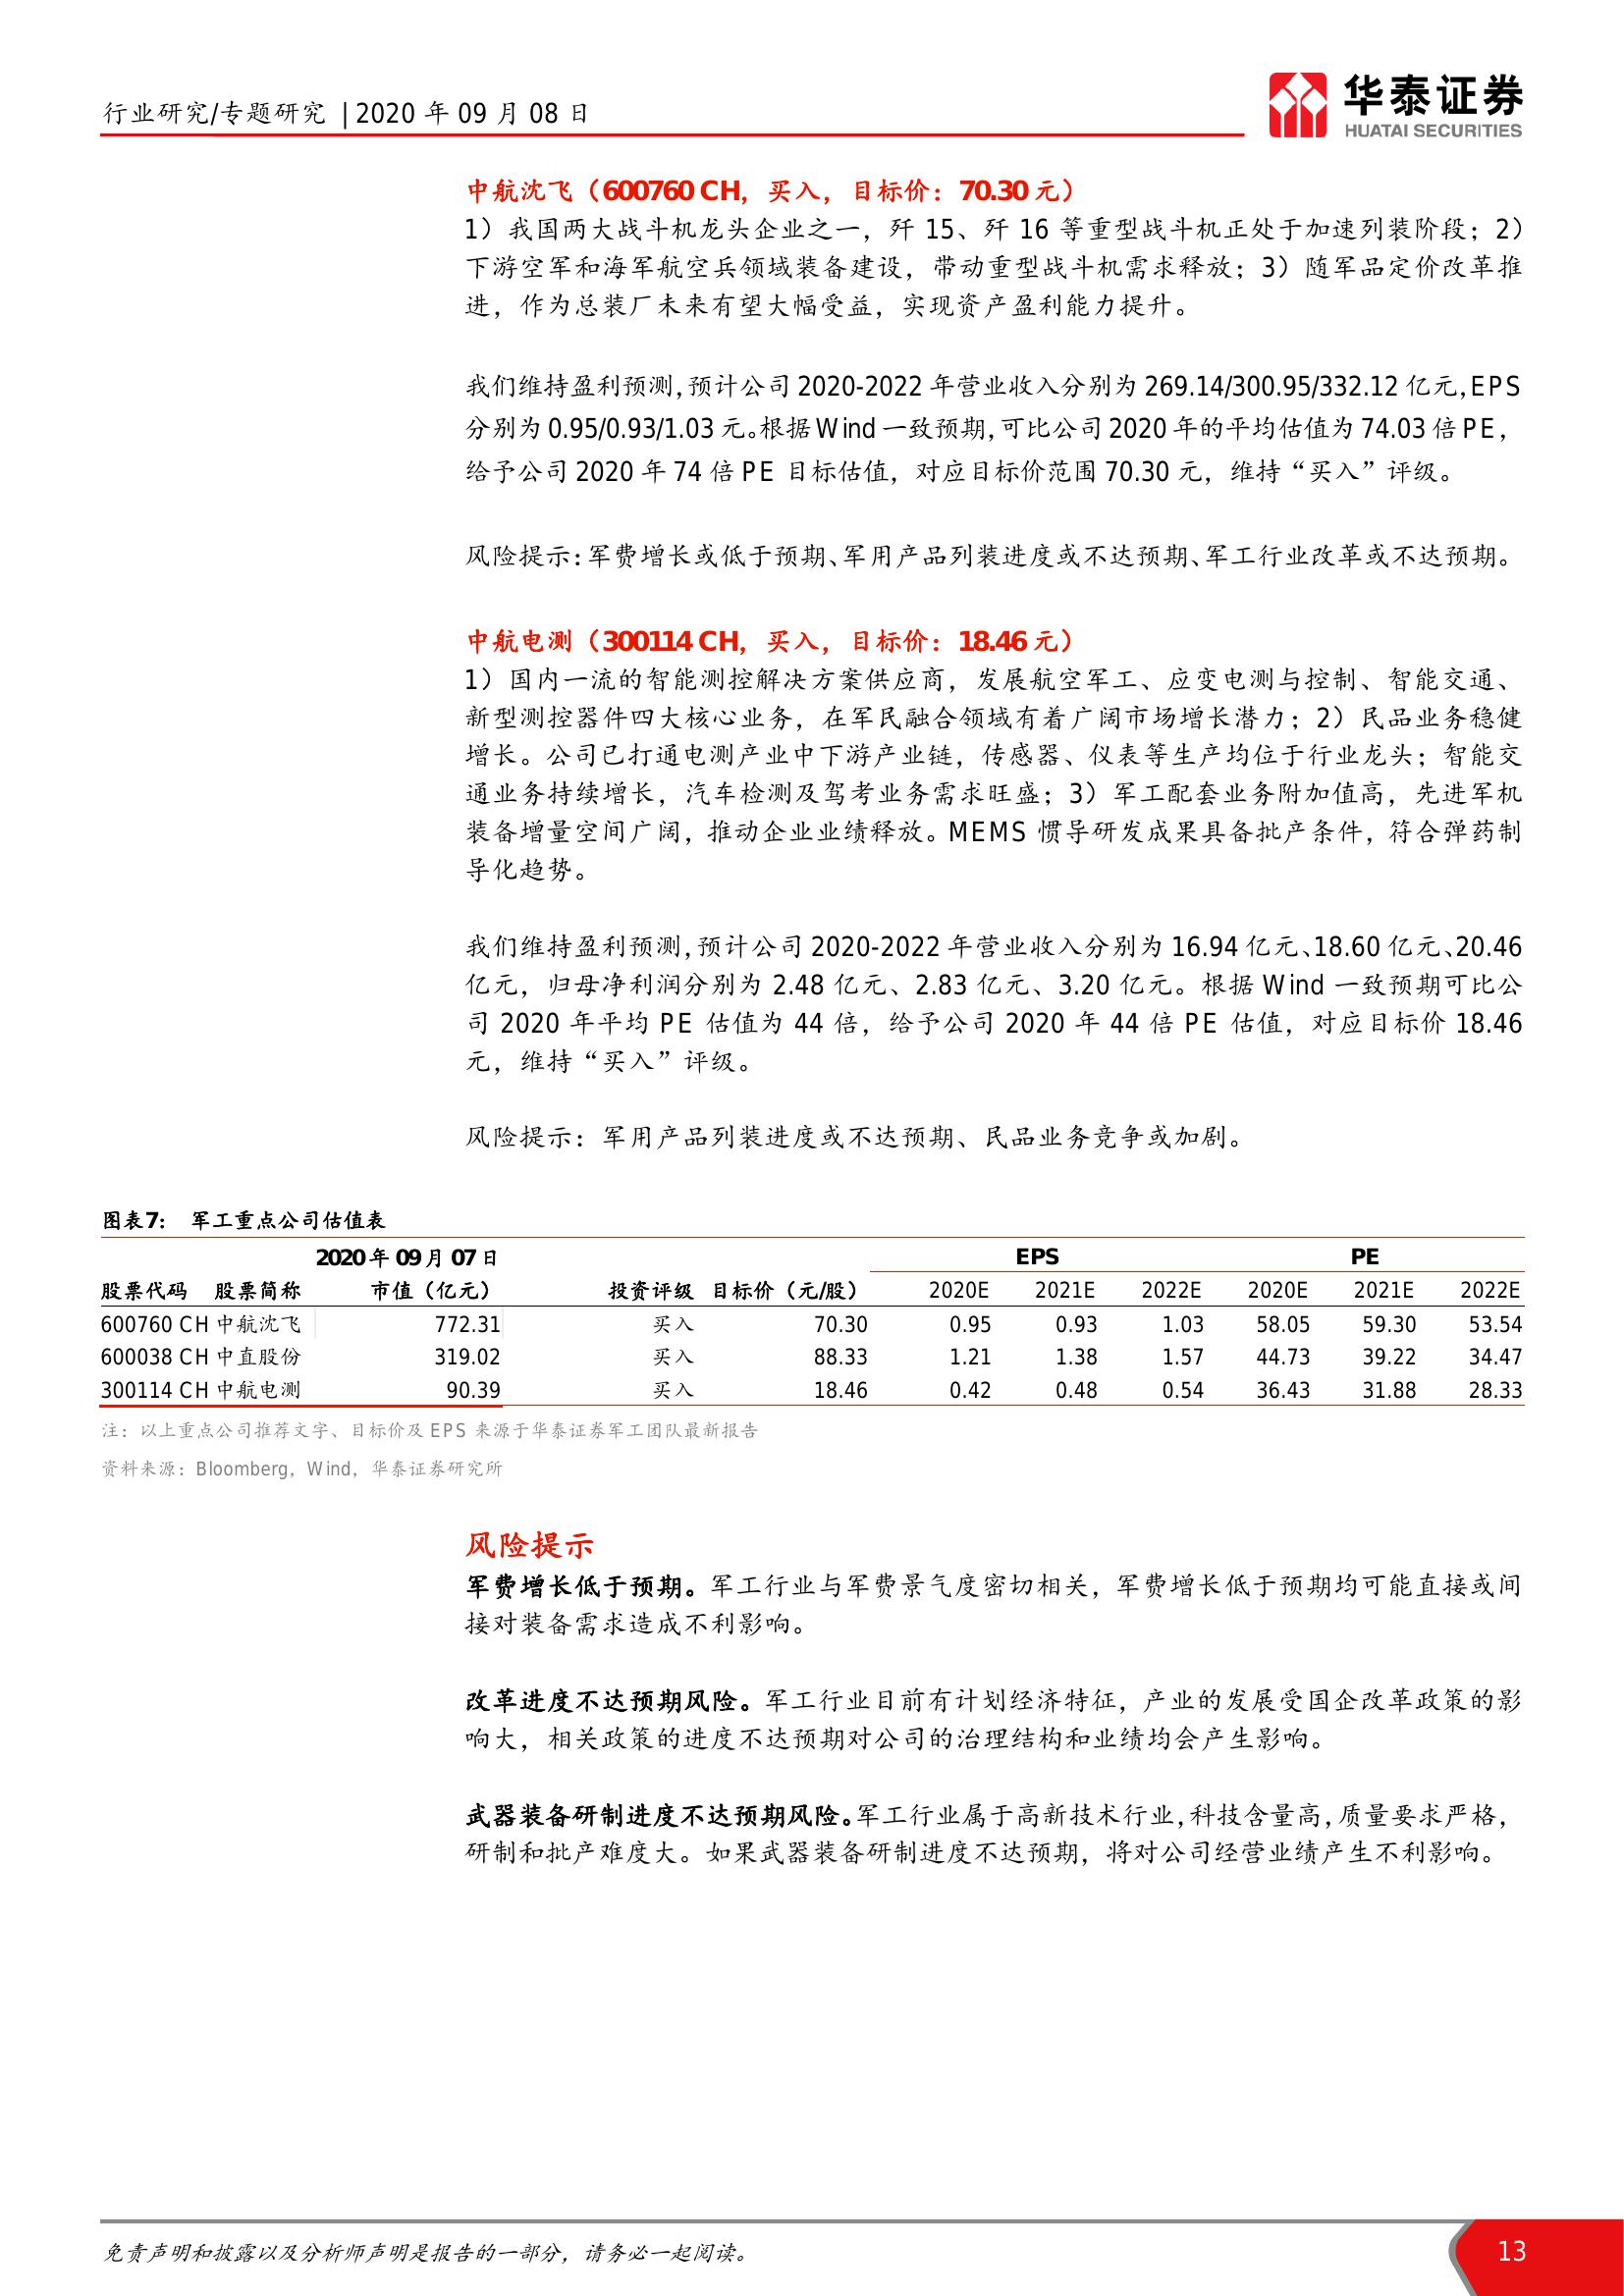 行业研究/专题研究 | 2020 年 09 月 08 日
华泰证券
HUATAI SECURITIES
中航沈飞（600760 CH，买入，目标价：70.30 元）
1）我国两大战斗机龙头企业之一，歼 15、歼 16 等重型战斗机正处于加速列装阶段；2）
下游空军和海军航空兵领域装备建设，带动重型战斗机需求释放；3）随军品定价改革推
进，作为总装厂未来有望大幅受益，实现资产盈利能力提升。
我们维持盈利预测，预计公司 2020-2022 年营业收入分别为 269.14/300.95/332.12 亿元，EPS
分别为 0.95/0.93/1.03 元。根据 Wind 一致预期，可比公司 2020 年的平均估值为 74.03 倍 PE，
给予公司 2020 年 74 倍 PE 目标估值，对应目标价范围 70.30 元，维持“买入”评级。
风险提示：军费增长或低于预期、军用产品列装进度或不达预期、军工行业改革或不达预期。
中航电测（300114 CH，买入，目标价：18.46 元）
1）国内一流的智能测控解决方案供应商，发展航空军工、应变电测与控制、智能交通、
新型测控器件四大核心业务，在军民融合领域有着广阔市场增长潜力；2）民品业务稳健
增长。公司已打通电测产业中下游产业链，传感器、仪表等生产均位于行业龙头；智能交
通业务持续增长，汽车检测及驾考业务需求旺盛；3）军工配套业务附加值高，先进军机
装备增量空间广阔，推动企业业绩释放。MEMS 惯导研发成果具备批产条件，符合弹药制
导化趋势。
我们维持盈利预测，预计公司 2020-2022 年营业收入分别为 16.94 亿元、18.60 亿元、20.46
亿元，归母净利润分别为 2.48 亿元、2.83 亿元、3.20 亿元。根据 Wind 一致预期可比公
司 2020 年平均 PE 估值为 44 倍，给予公司 2020 年 44 倍 PE 估值，对应目标价 18.46
元，维持“买入”评级。
风险提示：军用产品列装进度或不达预期、民品业务竞争或加剧。
图表7： 军工重点公司估值表
2020 年 09 月 07 日 EPS PE
股票代码 股票简称 市值（亿元） 投资评级 目标价（元/股） 2020E 2021E 2022E 2020E 2021E 2022E
600760 CH 中航沈飞 772.31 买入 70.30 0.95 0.93 1.03 58.05 59.30 53.54
600038 CH 中直股份 319.02 买入 88.33 1.21 1.38 1.57 44.73 39.22 34.47
300114 CH 中航电测 90.39 买入 18.46 0.42 0.48 0.54 36.43 31.88 28.33
注：以上重点公司推荐文字、目标价及 EPS 来源于华泰证券军工团队最新报告
资料来源：Bloomberg，Wind，华泰证券研究所
风险提示
军费增长低于预期。军工行业与军费景气度密切相关，军费增长低于预期均可能直接或间
接对装备需求造成不利影响。
改革进度不达预期风险。军工行业目前有计划经济特征，产业的发展受国企改革政策的影
响大，相关政策的进度不达预期对公司的治理结构和业绩均会产生影响。
武器装备研制进度不达预期风险。军工行业属于高新技术行业，科技含量高，质量要求严格，
研制和批产难度大。如果武器装备研制进度不达预期，将对公司经营业绩产生不利影响。
免责声明和披露以及分析师声明是报告的一部分，请务必一起阅读。
13